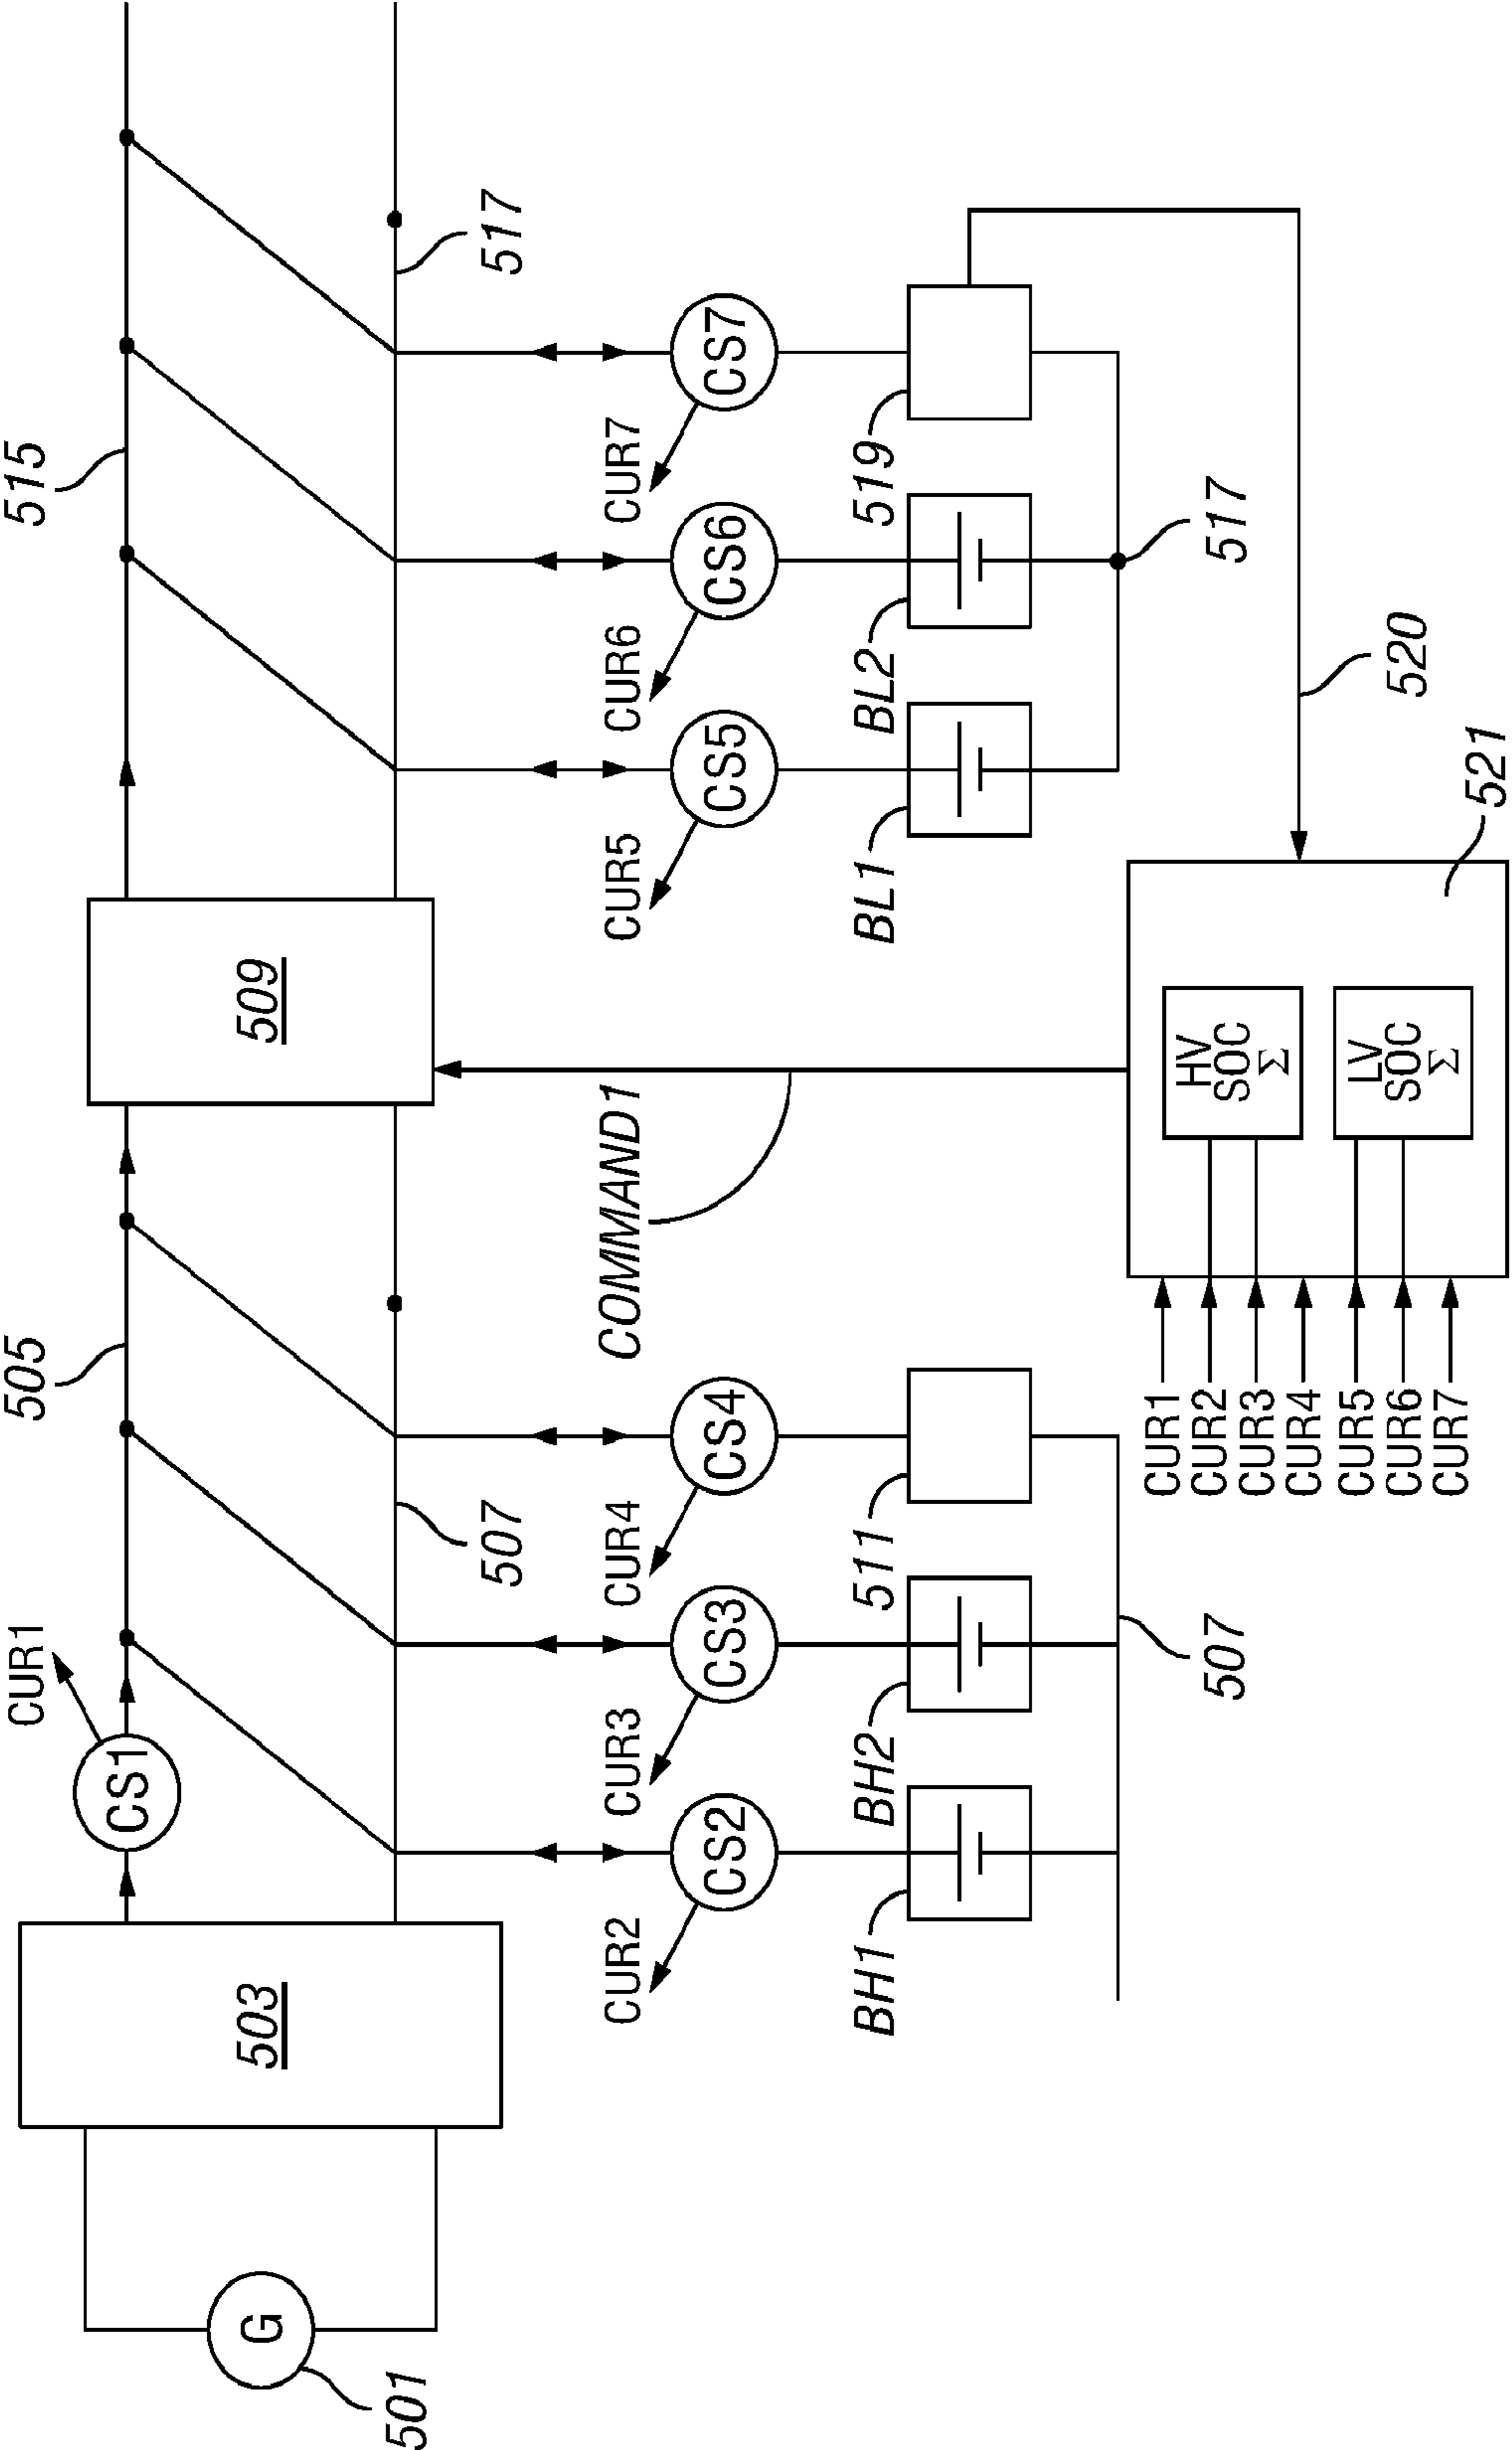 515
505
CUR1
CS1
503
509
G
501
517
507
CUR2
CUR3
CUR4
COMMAND1
CUR5
CUR6
CUR7
CS2
CS3
CS4
CS5
CS6
CS7
BH1
BH2
511
BL1
BL2
519
507
517
CUR1
CUR2
CUR3
CUR4
CUR5
CUR6
CUR7
HV
SOC
Σ
LV
SOC
Σ
520
521